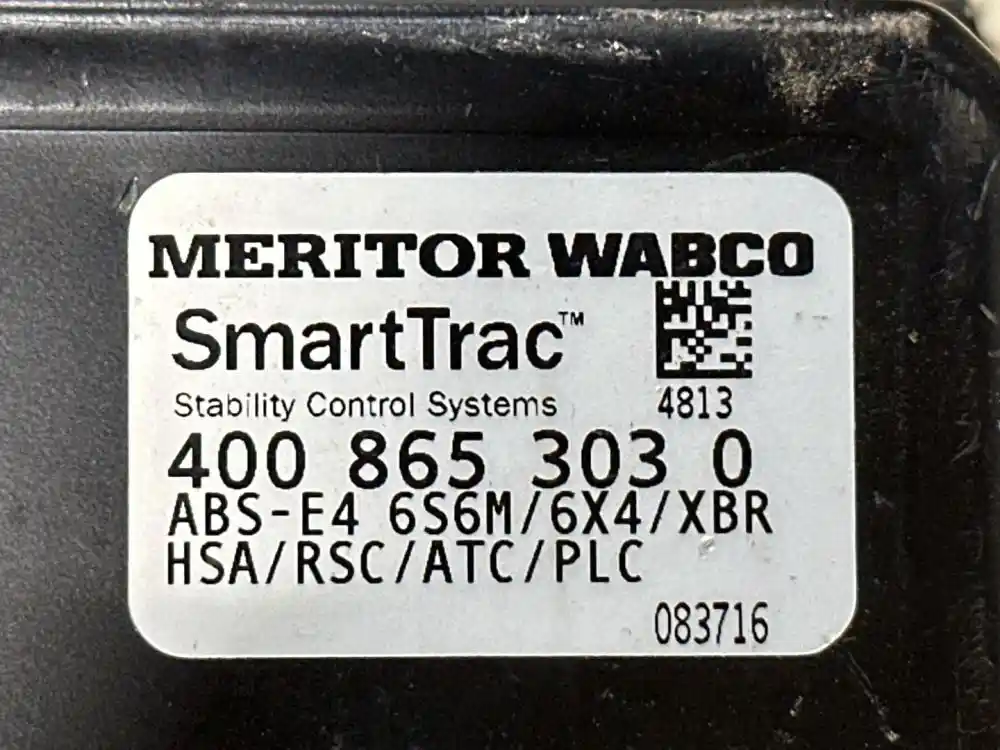 MERITOR WABCO
SmartTrac™
Stability Control Systems
4813
400 865 303 0
ABS-E4 6S6M/6X4/XBR
HSA/RSC/ATC/PLC
083716